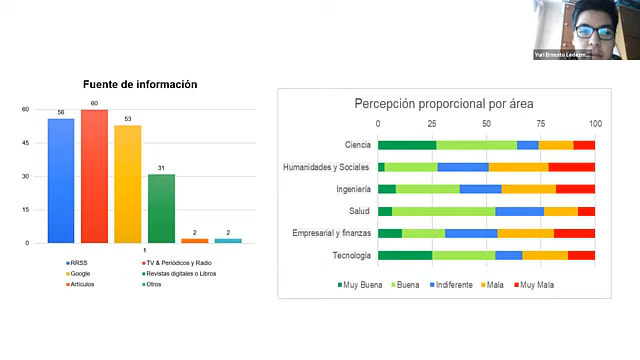 Yuri Ernesto
Fuente de información
60
45
30
15
0
56
60
53
31
2
2
1
RRSS
TV & Periódicos y Radio
Google
Revistas digitales o Libros
Artículos
Otros
Percepción proporcional por área
0 25 50 75 100
Ciencia
Humanidades y Sociales
Ingeniería
Salud
Empresarial y finanzas
Tecnología
Muy Buena Buena Indiferente Mala Muy Mala